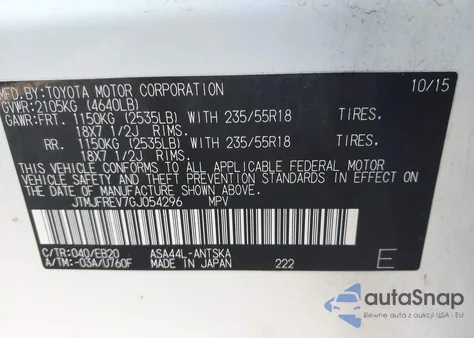 MFD.BY:TOYOTA MOTOR CORPORATION 10/15
GVWR: 2105KG (4640LB)
GAWR:FRT. 1150KG (2535LB) WITH 235/55R18 TIRES.
18X7 1/2J RIMS.
RR. 1150KG (2535LB) WITH 235/55R18 TIRES.
18X7 1/2J RIMS.
THIS VEHICLE CONFORMS TO ALL APPLICABLE FEDERAL MOTOR
VEHICLE SAFETY AND THEFT PREVENTION STANDARDS IN EFFECT
ON THE DATE OF MANUFACTURE SHOWN ABOVE.
JTMJFREV7GJ054296 MPV
C/TR:040/EB20 ASA44L-ANTSKA
A/TM:-03A/U760F MADE IN JAPAN 222 E
autoSnap
Twój pośrednik z aukcji USA i EU